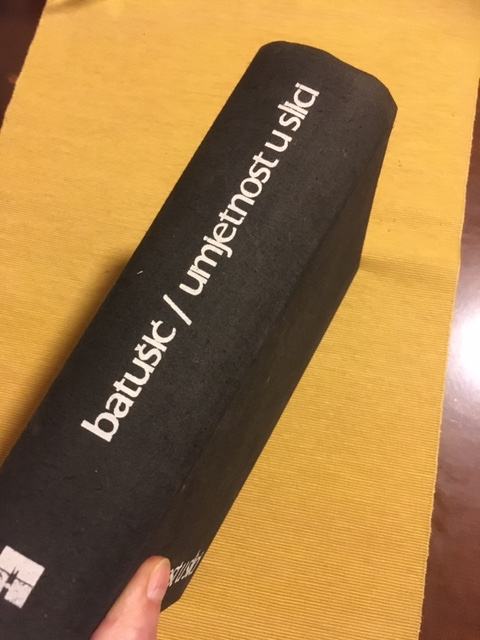 batušić / umjetnost u slici